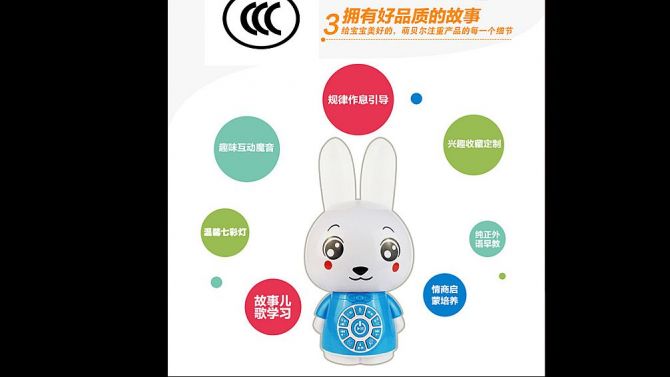 3 拥有好品质的故事
给宝宝美好的，萌贝尔注重产品的每一个细节
规律作息引导
趣味互动魔音
兴趣收藏定制
温馨七彩灯
纯正外
语早教
情商启
蒙培养
故事儿
歌学习